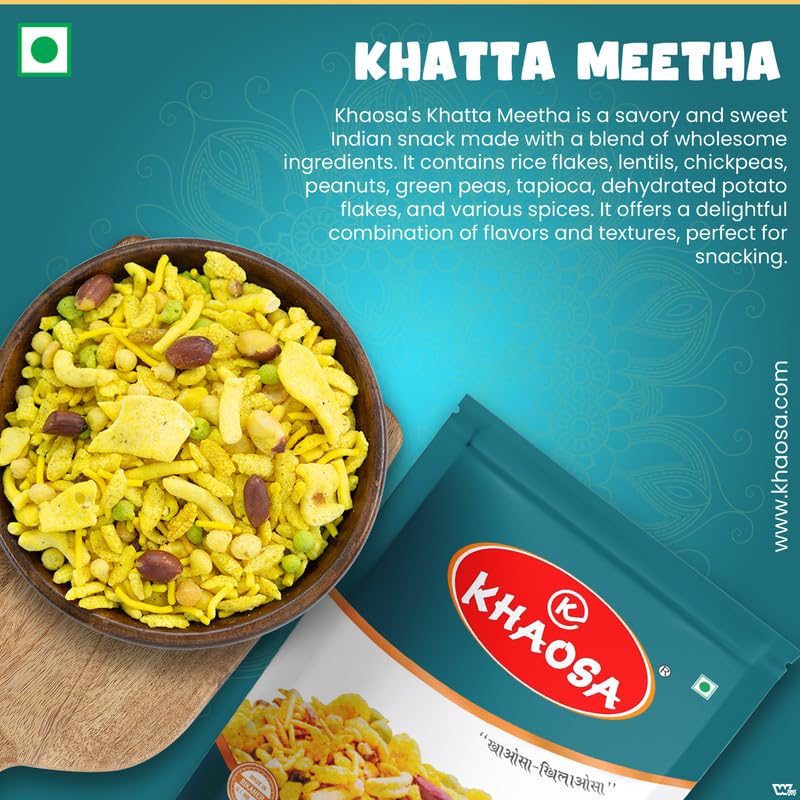 KHATTA MEETHA
Khaosa's Khatta Meetha is a savory and sweet
Indian snack made with a blend of wholesome
ingredients. It contains rice flakes, lentils, chickpeas,
peanuts, green peas, tapioca, dehydrated potato
flakes, and various spices. It offers a delightful
combination of flavors and textures, perfect for
snacking.
www.khaosa.com
K
KHAOSA
®
“खाओसा-खिलाओसा”
BIKANER